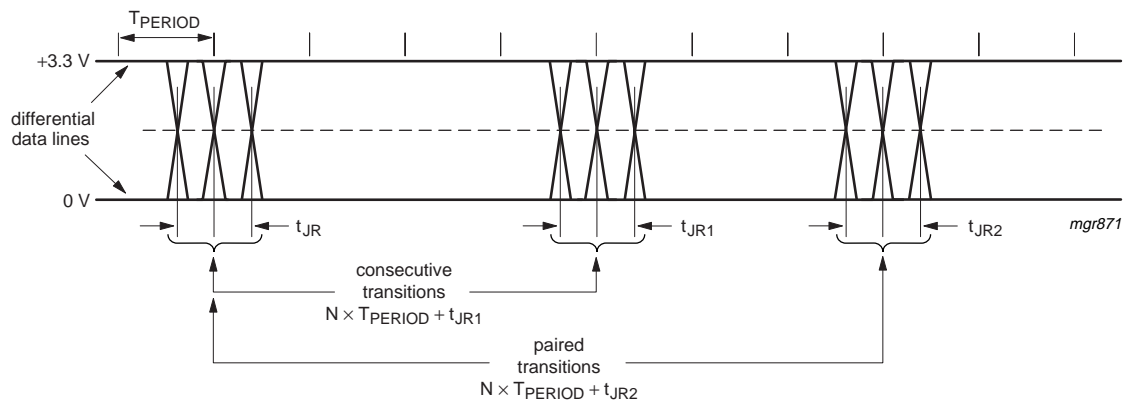 TPERIOD
+3.3 V
differential
data lines
0 V
tJR
tJR1
tJR2
mgr871
consecutive
transitions
N × TPERIOD + tJR1
paired
transitions
N × TPERIOD + tJR2